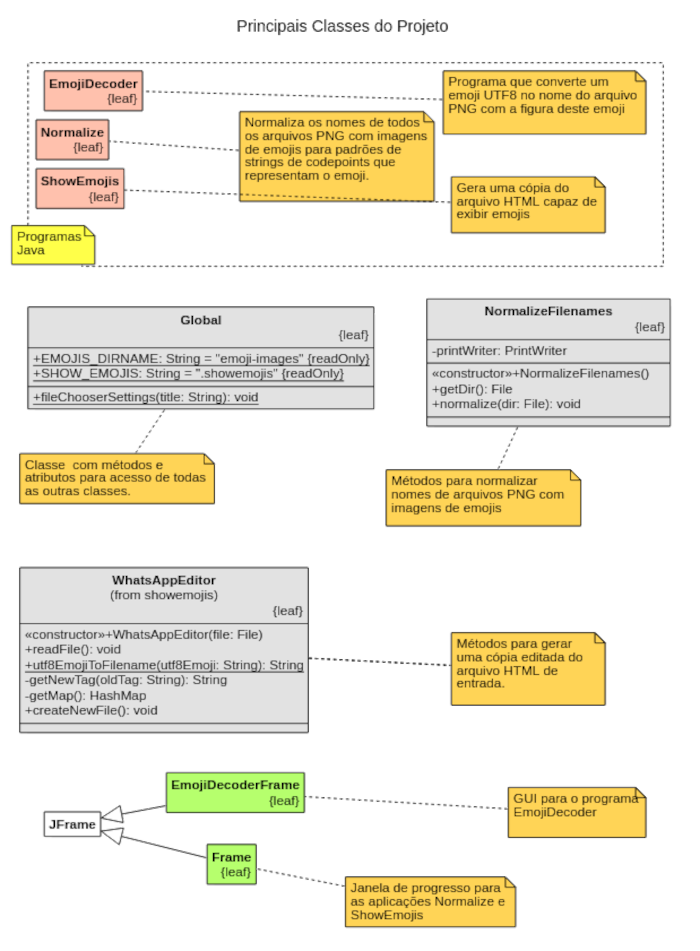 Principais Classes do Projeto
EmojiDecoder
{leaf}
Programa que converte um
emoji UTF8 no nome do arquivo
PNG com a figura deste emoji
Normalize
{leaf}
Normaliza os nomes de todos
os arquivos PNG com imagens
de emojis para padrões de
strings de codepoints que
representam o emoji.
ShowEmojis
{leaf}
Gera uma cópia do
arquivo HTML capaz de
exibir emojis
Programas
Java
Global
{leaf}
+EMOJIS_DIRNAME: String = "emoji-images" {readOnly}
+SHOW_EMOJIS: String = ".showemojis" {readOnly}
+fileChooserSettings(title: String): void
NormalizeFilenames
{leaf}
-printWriter: PrintWriter
«constructor»+NormalizeFilenames()
+getDir(): File
+normalize(dir: File): void
Classe com métodos e
atributos para acesso de todas
as outras classes.
Métodos para normalizar
nomes de arquivos PNG com
imagens de emojis
WhatsAppEditor
(from showemojis)
{leaf}
«constructor»+WhatsAppEditor(file: File)
+readFile(): void
+utf8EmojiToFilename(utf8Emoji: String): String
-getNewTag(oldTag: String): String
-getMap(): HashMap
+createNewFile(): void
Métodos para gerar
uma cópia editada do
arquivo HTML de
entrada.
EmojiDecoderFrame
{leaf}
GUI para o programa
EmojiDecoder
JFrame
Frame
{leaf}
Janela de progresso para
as aplicações Normalize e
ShowEmojis